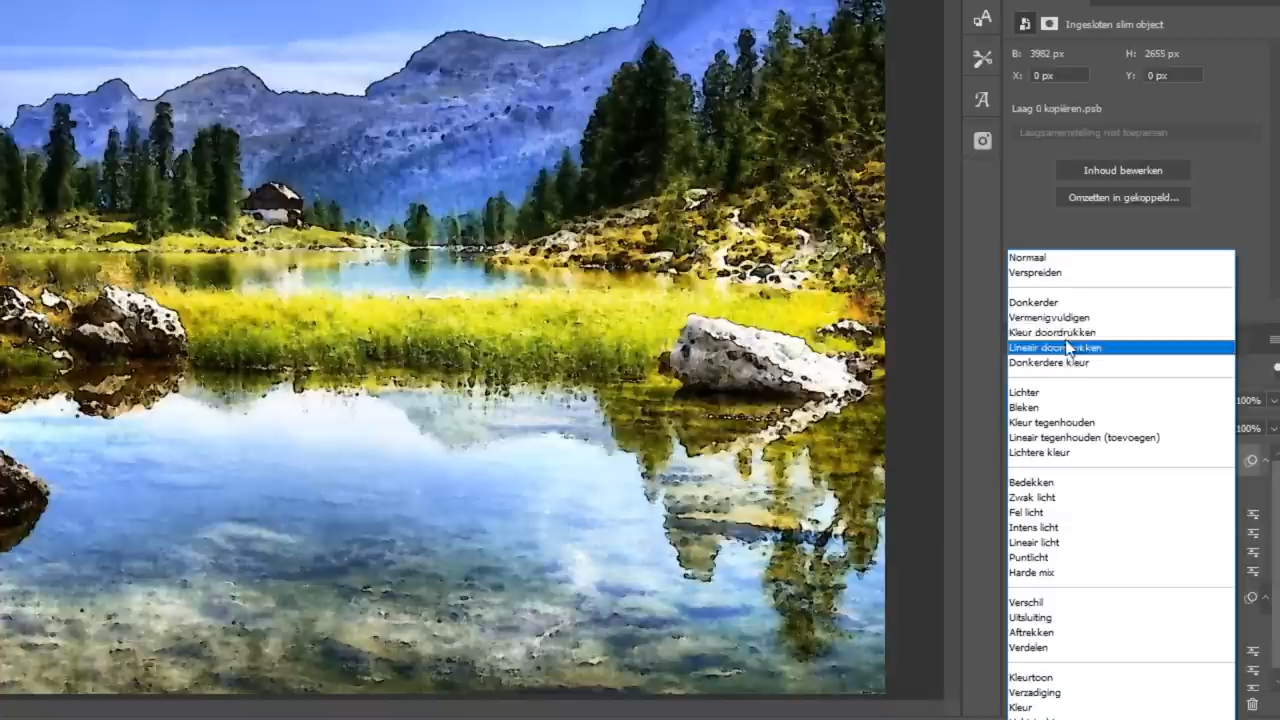 Ingesloten slim object
B: 3982 px H: 2655 px
X: 0 px Y: 0 px
Laag 0 kopiëren.psb
Laagsamenstelling niet toepassen
Inhoud bewerken
Omzetten in gekoppeld...
Normaal
Verspreiden
Donkerder
Vermenigvuldigen
Kleur doordrukken
Lineair doordrukken
Donkerdere kleur
Lichter
Bleken
Kleur tegenhouden
Lineair tegenhouden (toevoegen)
Lichtere kleur
Bedekken
Zwak licht
Fel licht
Intens licht
Lineair licht
Puntlicht
Harde mix
Verschil
Uitsluiting
Aftrekken
Verdelen
Kleurtoon
Verzadiging
Kleur
100%
100%